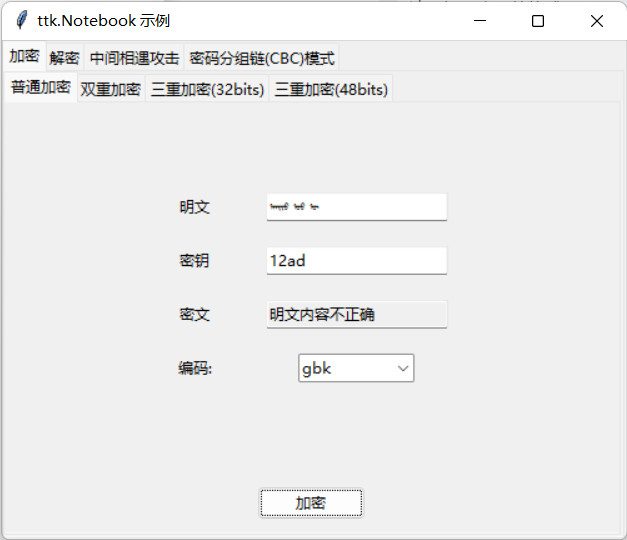 ttk.Notebook 示例
加密 解密 中间相遇攻击 密码分组链(CBC)模式
普通加密 双重加密 三重加密(32bits) 三重加密(48bits)
明文
密钥 12ad
密文 明文内容不正确
编码: gbk
加密